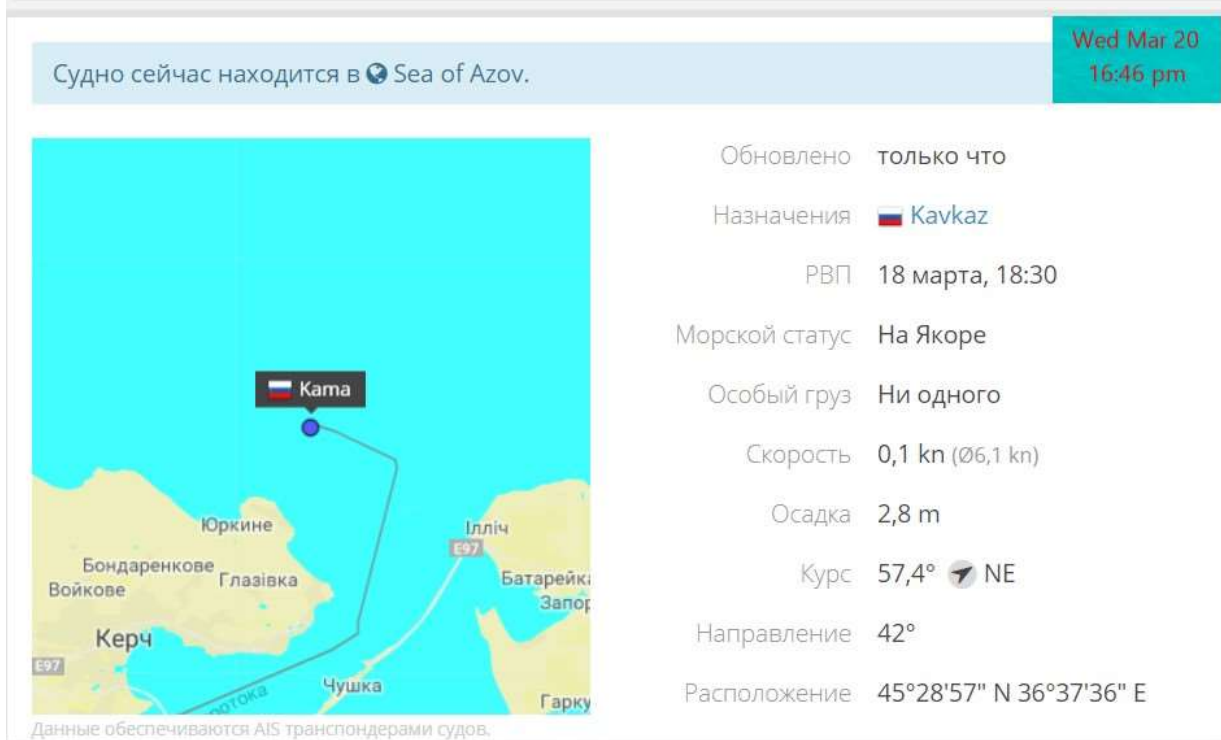 Судно сейчас находится в Sea of Azov.
Wed Mar 20
16:46 pm
Kama
Юркине
Ілліч
E97
Бондаренкове
Войкове
Глазівка
Батарейка
Запор
Керч
E97
Чушка
ортока
Гарку
Данные обеспечиваются AIS транспондерами судов.
Обновлено только что
Назначения Kavkaz
РВП 18 марта, 18:30
Морской статус На Якоре
Особый груз Ни одного
Скорость 0,1 kn (Ø6,1 kn)
Осадка 2,8 m
Курс 57,4° NE
Направление 42°
Расположение 45°28'57" N 36°37'36" E